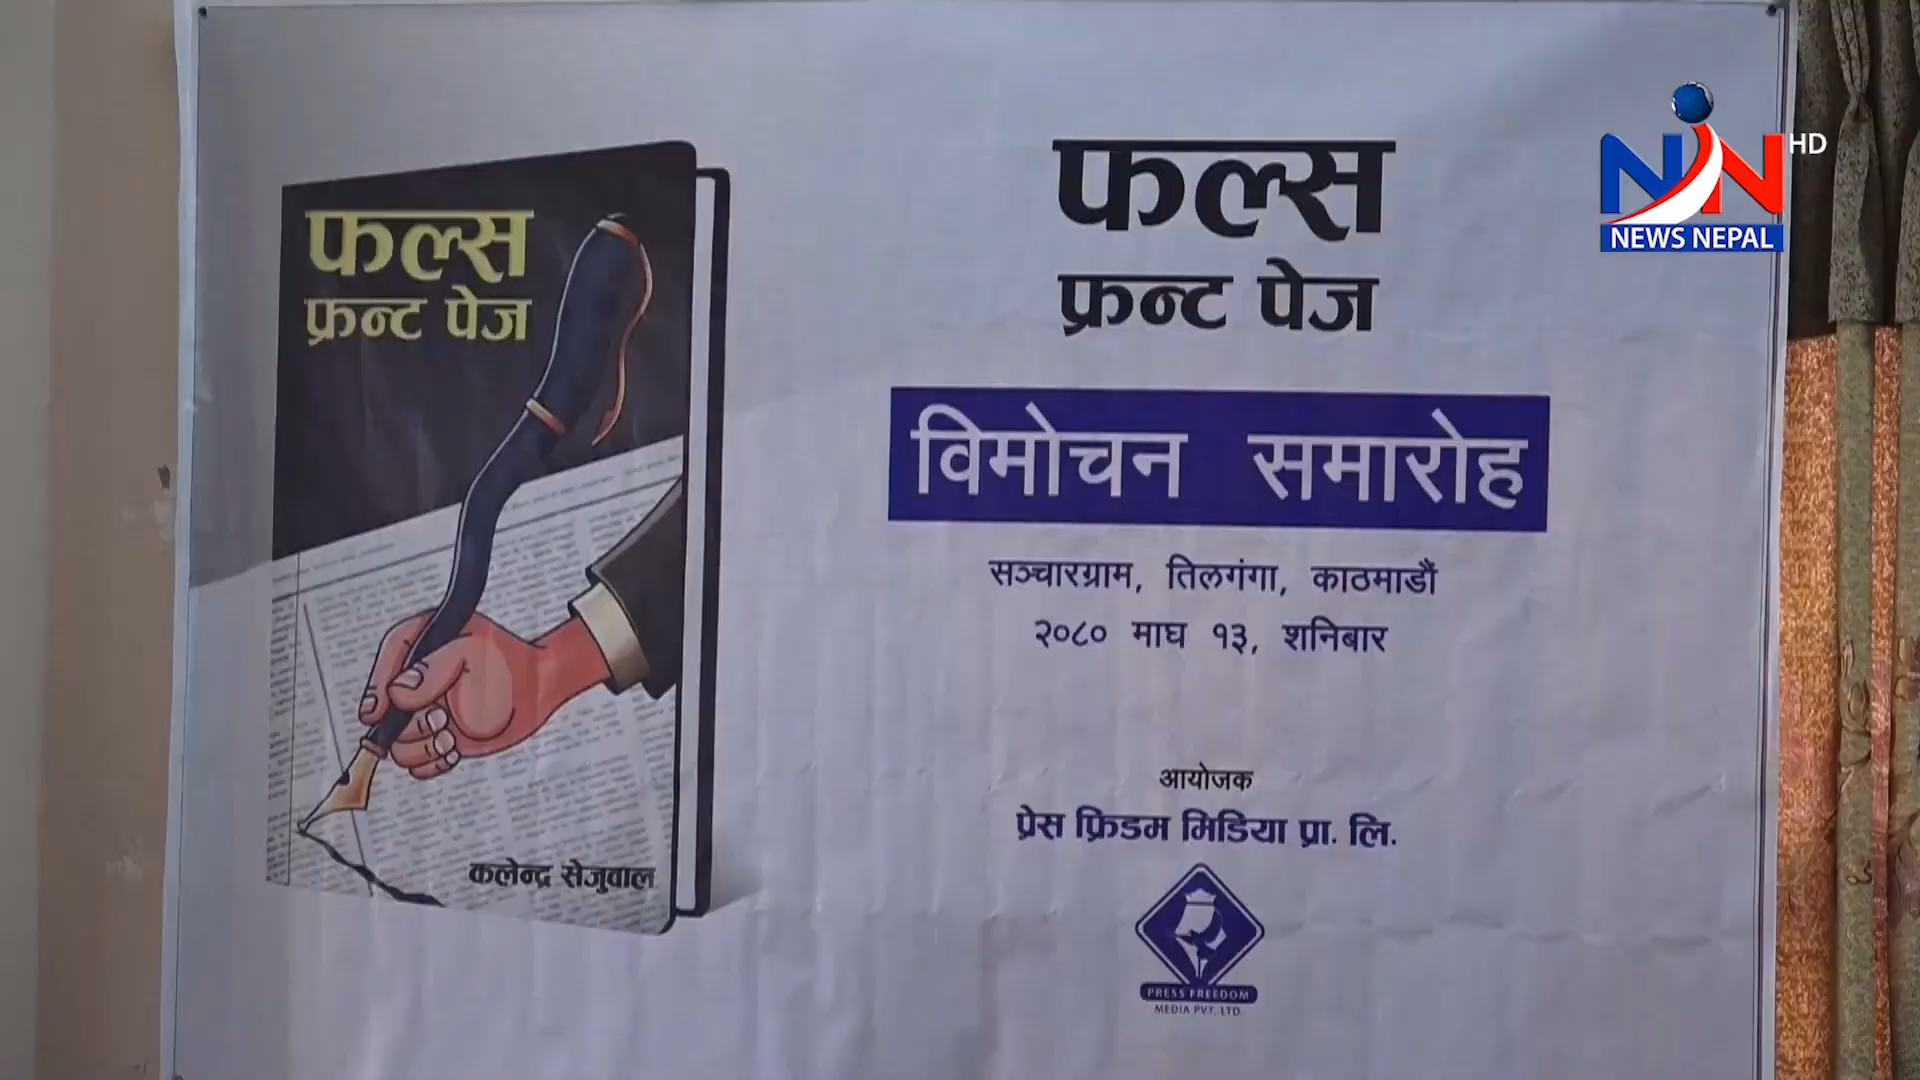 फल्स
फ्रन्ट पेज
कलेन्द्र सेजुवाल
फल्स
फ्रन्ट पेज
विमोचन समारोह
सञ्चारग्राम, तिलगंगा, काठमाडौं
२०८० माघ १३, शनिबार
आयोजक
प्रेस फ्रिडम मिडिया प्रा. लि.
PRESS FREEDOM
MEDIA PVT. LTD.
NN HD
NEWS NEPAL